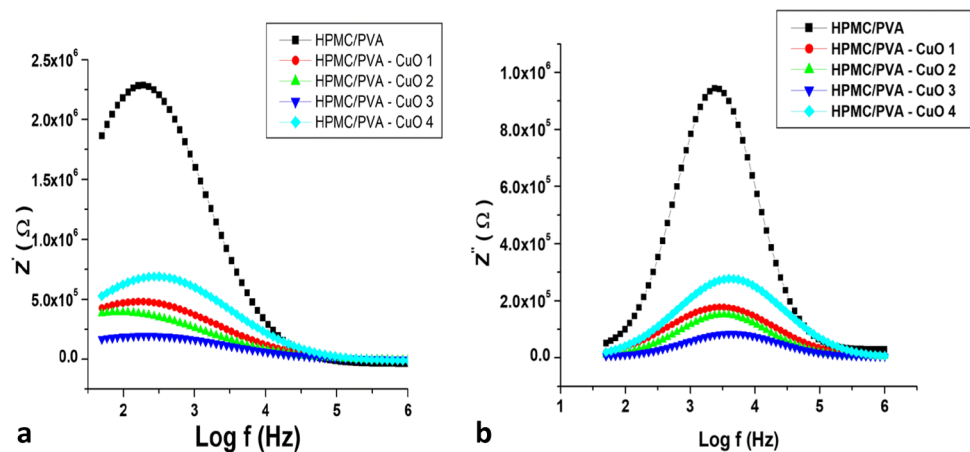 HPMC/PVA
HPMC/PVA - CuO 1
HPMC/PVA - CuO 2
HPMC/PVA - CuO 3
HPMC/PVA - CuO 4
2.5x10⁶
2.0x10⁶
1.5x10⁶
1.0x10⁶
5.0x10⁵
0.0
Z' ( Ω )
2 3 4 5 6
Log f (Hz)
a
HPMC/PVA
HPMC/PVA - CuO 1
HPMC/PVA - CuO 2
HPMC/PVA - CuO 3
HPMC/PVA - CuO 4
1.0x10⁶
8.0x10⁵
6.0x10⁵
4.0x10⁵
2.0x10⁵
0.0
Z'' ( Ω )
1 2 3 4 5 6
Log f (Hz)
b